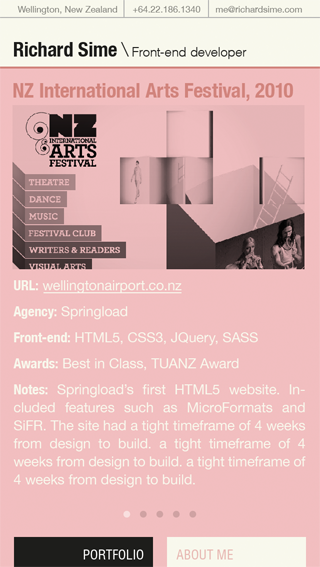 Wellington, New Zealand | +64.22.186.1340 | me@richardsime.com
Richard Sime \ Front-end developer
NZ International Arts Festival, 2010
NZ
INTERNATIONAL
ARTS
FESTIVAL
THEATRE
DANCE
MUSIC
FESTIVAL CLUB
WRITERS & READERS
VISUAL ARTS
URL: wellingtonairport.co.nz
Agency: Springload
Front-end: HTML5, CSS3, JQuery, SASS
Awards: Best in Class, TUANZ Award
Notes: Springload's first HTML5 website. In-
cluded features such as MicroFormats and
SiFR. The site had a tight timeframe of 4 weeks
from design to build. a tight timeframe of 4
weeks from design to build. a tight timeframe of
4 weeks from design to build.
PORTFOLIO
ABOUT ME